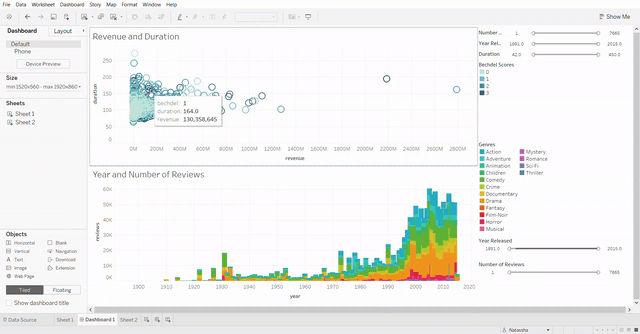 File Data Worksheet Dashboard Story Map Format Window Help
Show Me
Dashboard Layout
Default
Phone
Device Preview
Size
min 1520x560 - max 1920x860
Sheets
Sheet 1
Sheet 2
Objects
Horizontal Blank
Vertical Navigation
Text Download
Image Extension
Web Page
Tiled Floating
Show dashboard title
Revenue and Duration
duration
250
200
150
100
50
0
bechdel: 1
duration: 164.0
revenue: 130,358,645
0M 200M 400M 600M 800M 1000M 1200M 1400M 1600M 1800M 2000M 2200M 2400M 2600M 2800M
revenue
Year and Number of Reviews
reviews
60K
50K
40K
30K
20K
10K
0K
1900 1910 1920 1930 1940 1950 1960 1970 1980 1990 2000 2010 2020
year
Number .. 1 7665
Year Rel.. 1891.0 2015.0
Duration 42.0 450.0
Bechdel Scores
0
1
2
3
Genres
Action Mystery
Adventure Romance
Animation Sci-Fi
Children Thriller
Comedy
Crime
Documentary
Drama
Fantasy
Film-Noir
Horror
Musical
Year Released
1891.0 2015.0
Number of Reviews
1 7665
Data Source Sheet 1 Dashboard 1 Sheet 2
Natassha